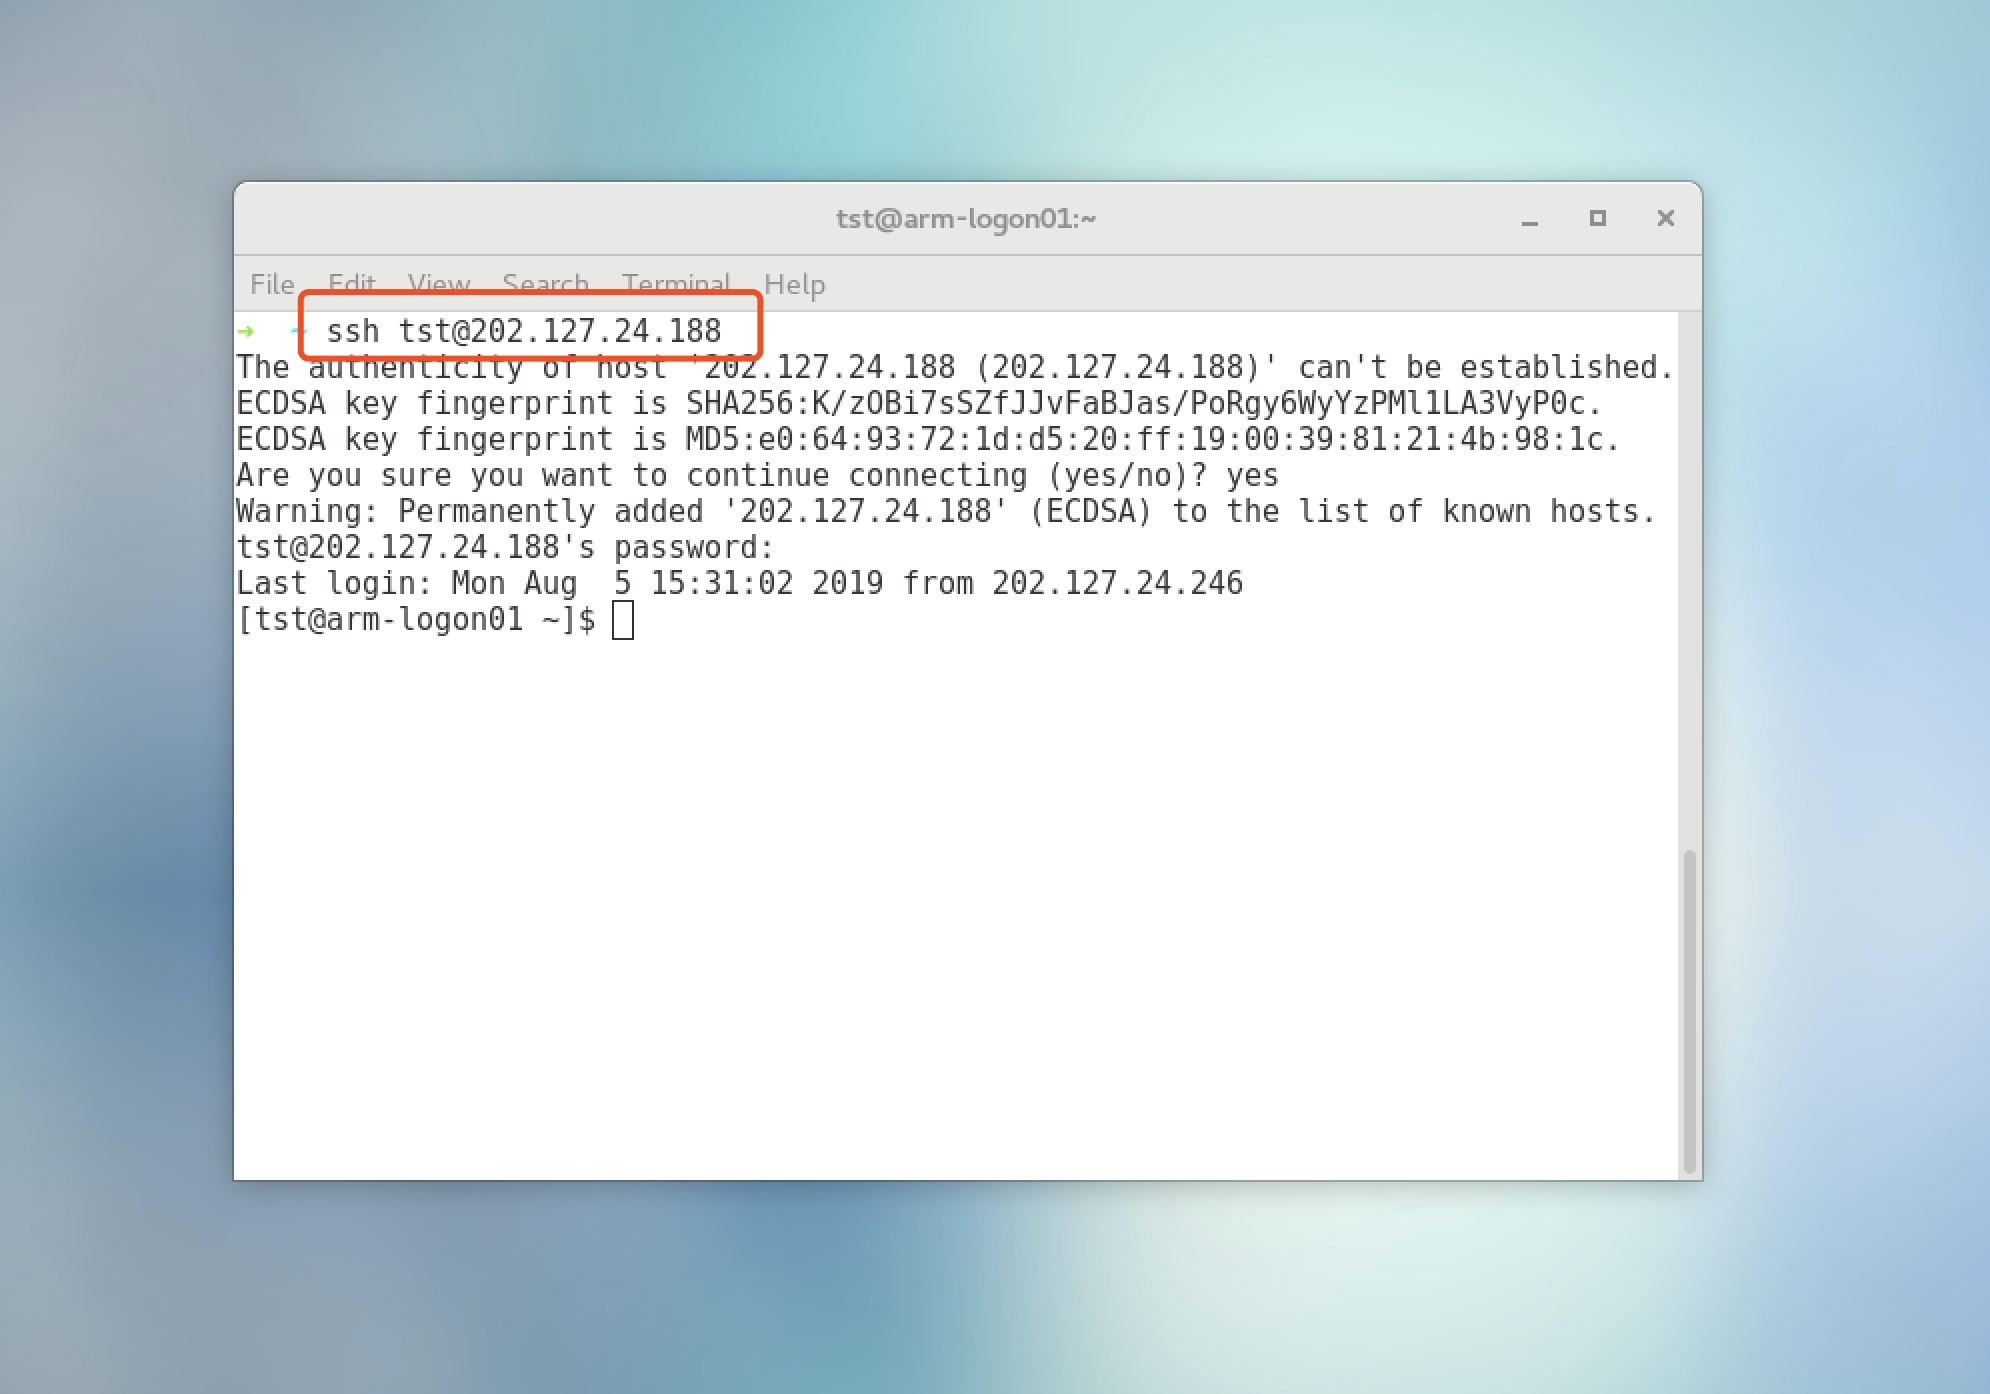 tst@arm-logon01:~
File Edit View Search Terminal Help
➜ ~ ssh tst@202.127.24.188
The authenticity of host '202.127.24.188 (202.127.24.188)' can't be established.
ECDSA key fingerprint is SHA256:K/zOBi7sSZfJJvFaBJas/PoRgy6WyYzPMl1LA3VyP0c.
ECDSA key fingerprint is MD5:e0:64:93:72:1d:d5:20:ff:19:00:39:81:21:4b:98:1c.
Are you sure you want to continue connecting (yes/no)? yes
Warning: Permanently added '202.127.24.188' (ECDSA) to the list of known hosts.
tst@202.127.24.188's password:
Last login: Mon Aug  5 15:31:02 2019 from 202.127.24.246
[tst@arm-logon01 ~]$